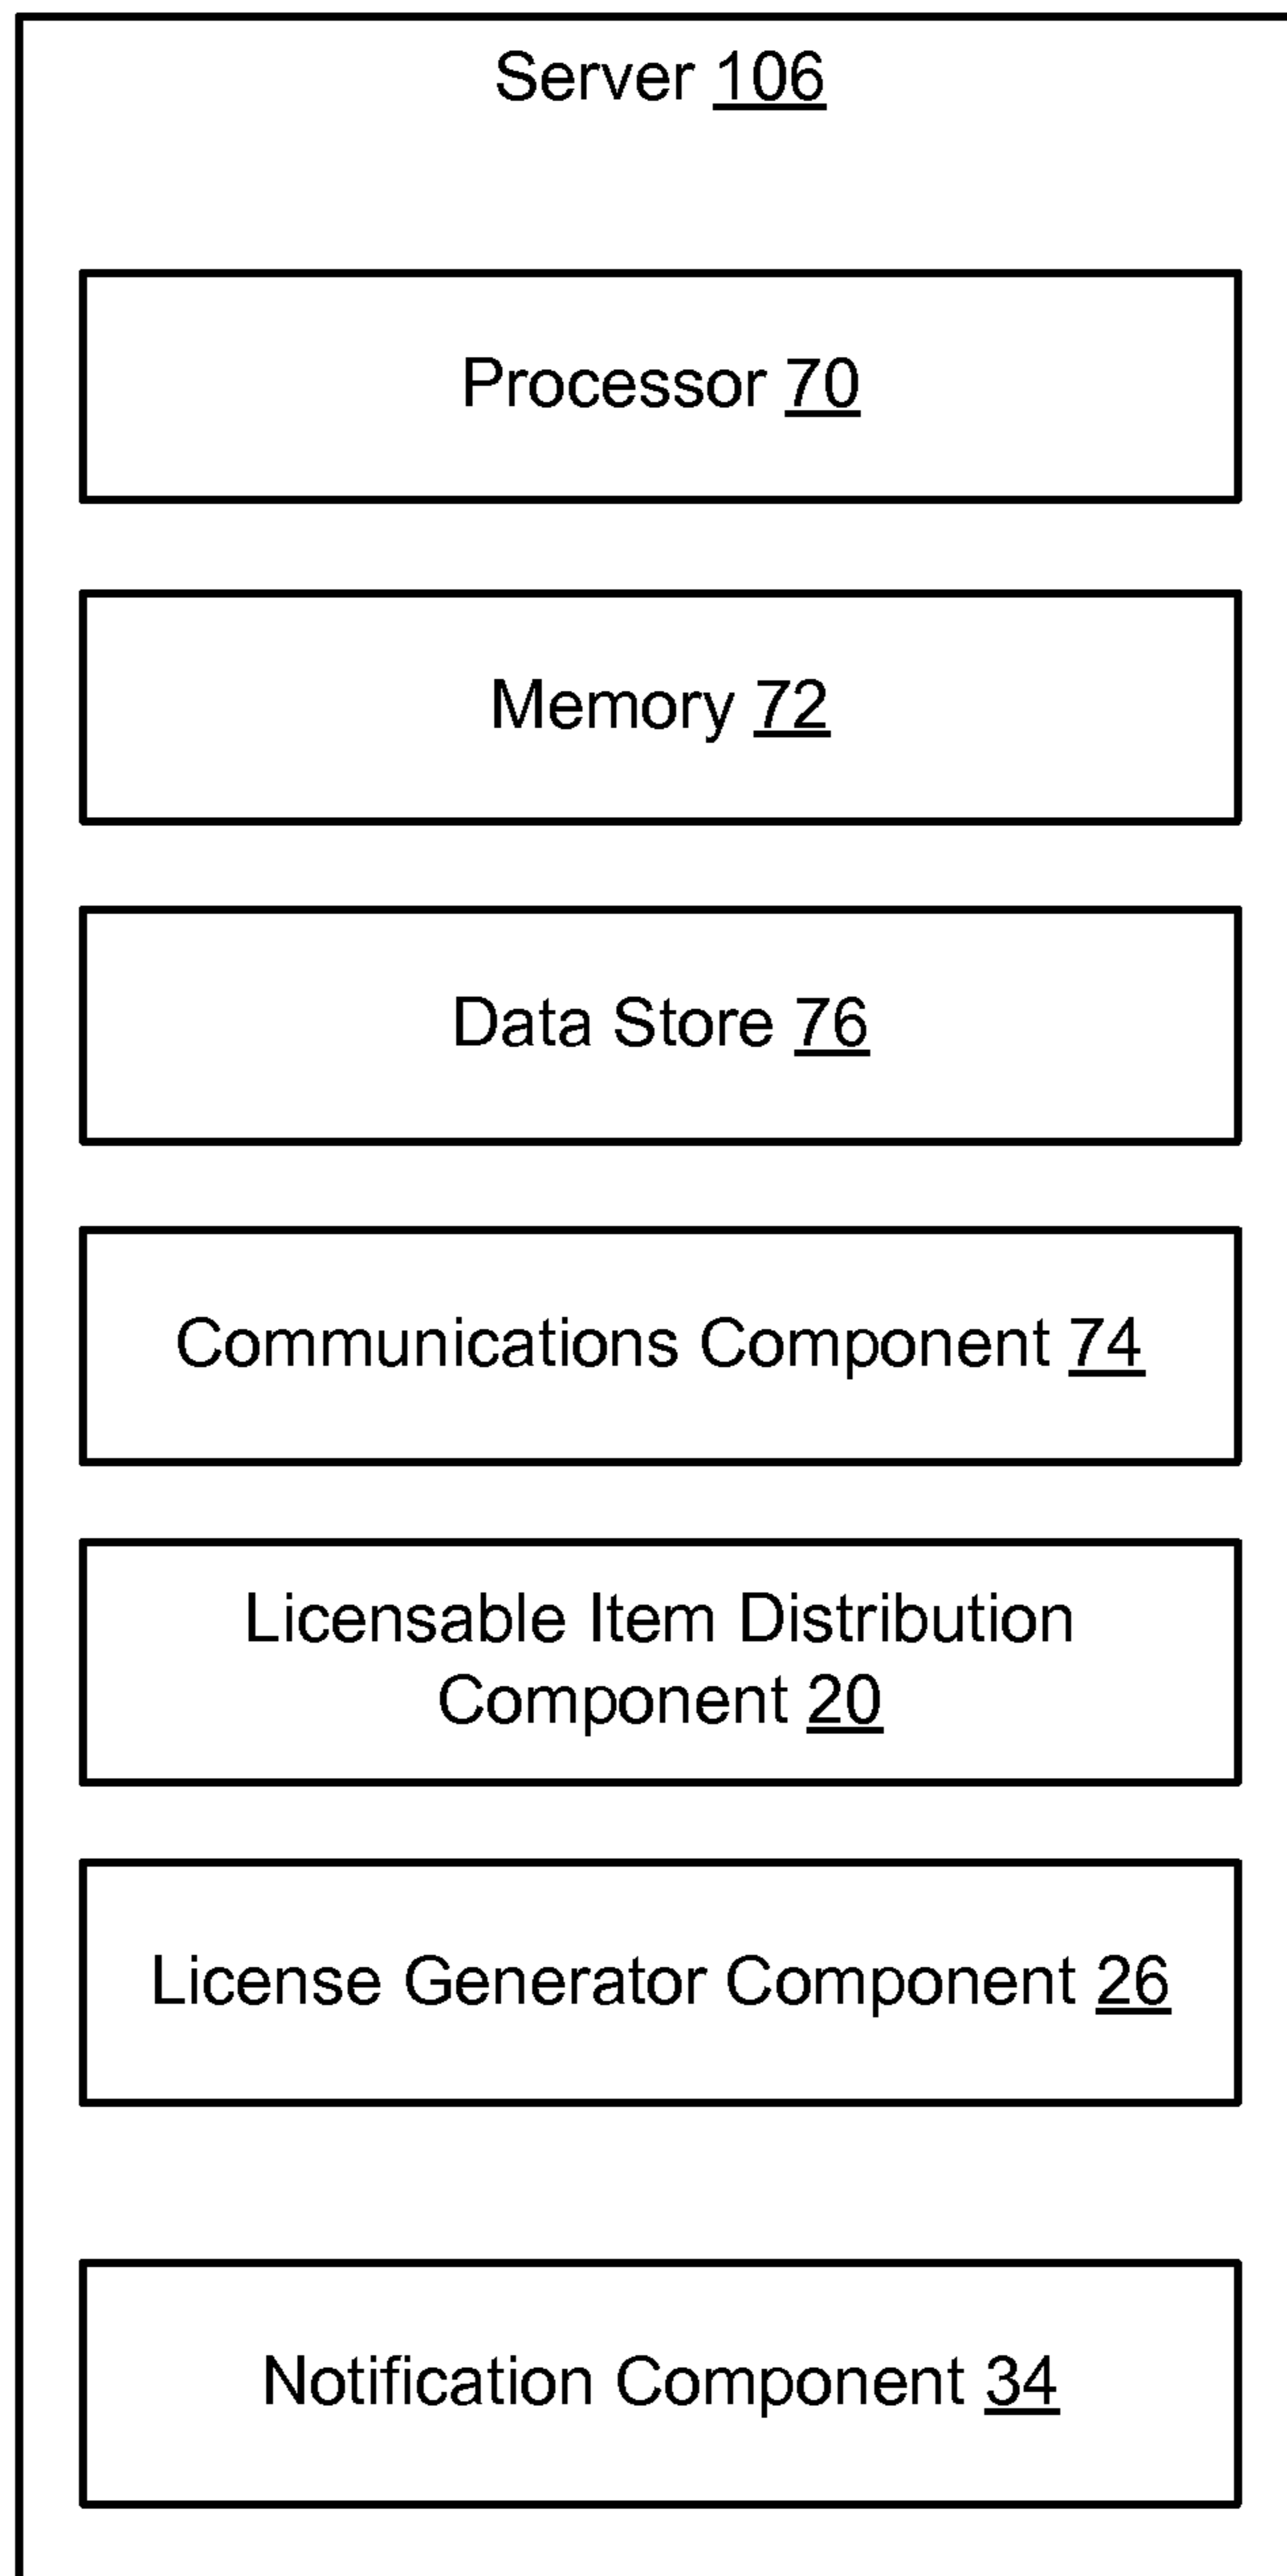 Server 106
Processor 70
Memory 72
Data Store 76
Communications Component 74
Licensable Item Distribution
Component 20
License Generator Component 26
Notification Component 34